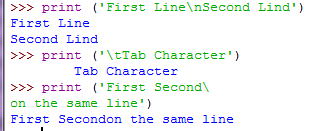 >>> print ('First Line\nSecond Lind')
First Line
Second Lind
>>> print ('\tTab Character')
	Tab Character
>>> print ('First Second\
on the same line')
First Secondon the same line